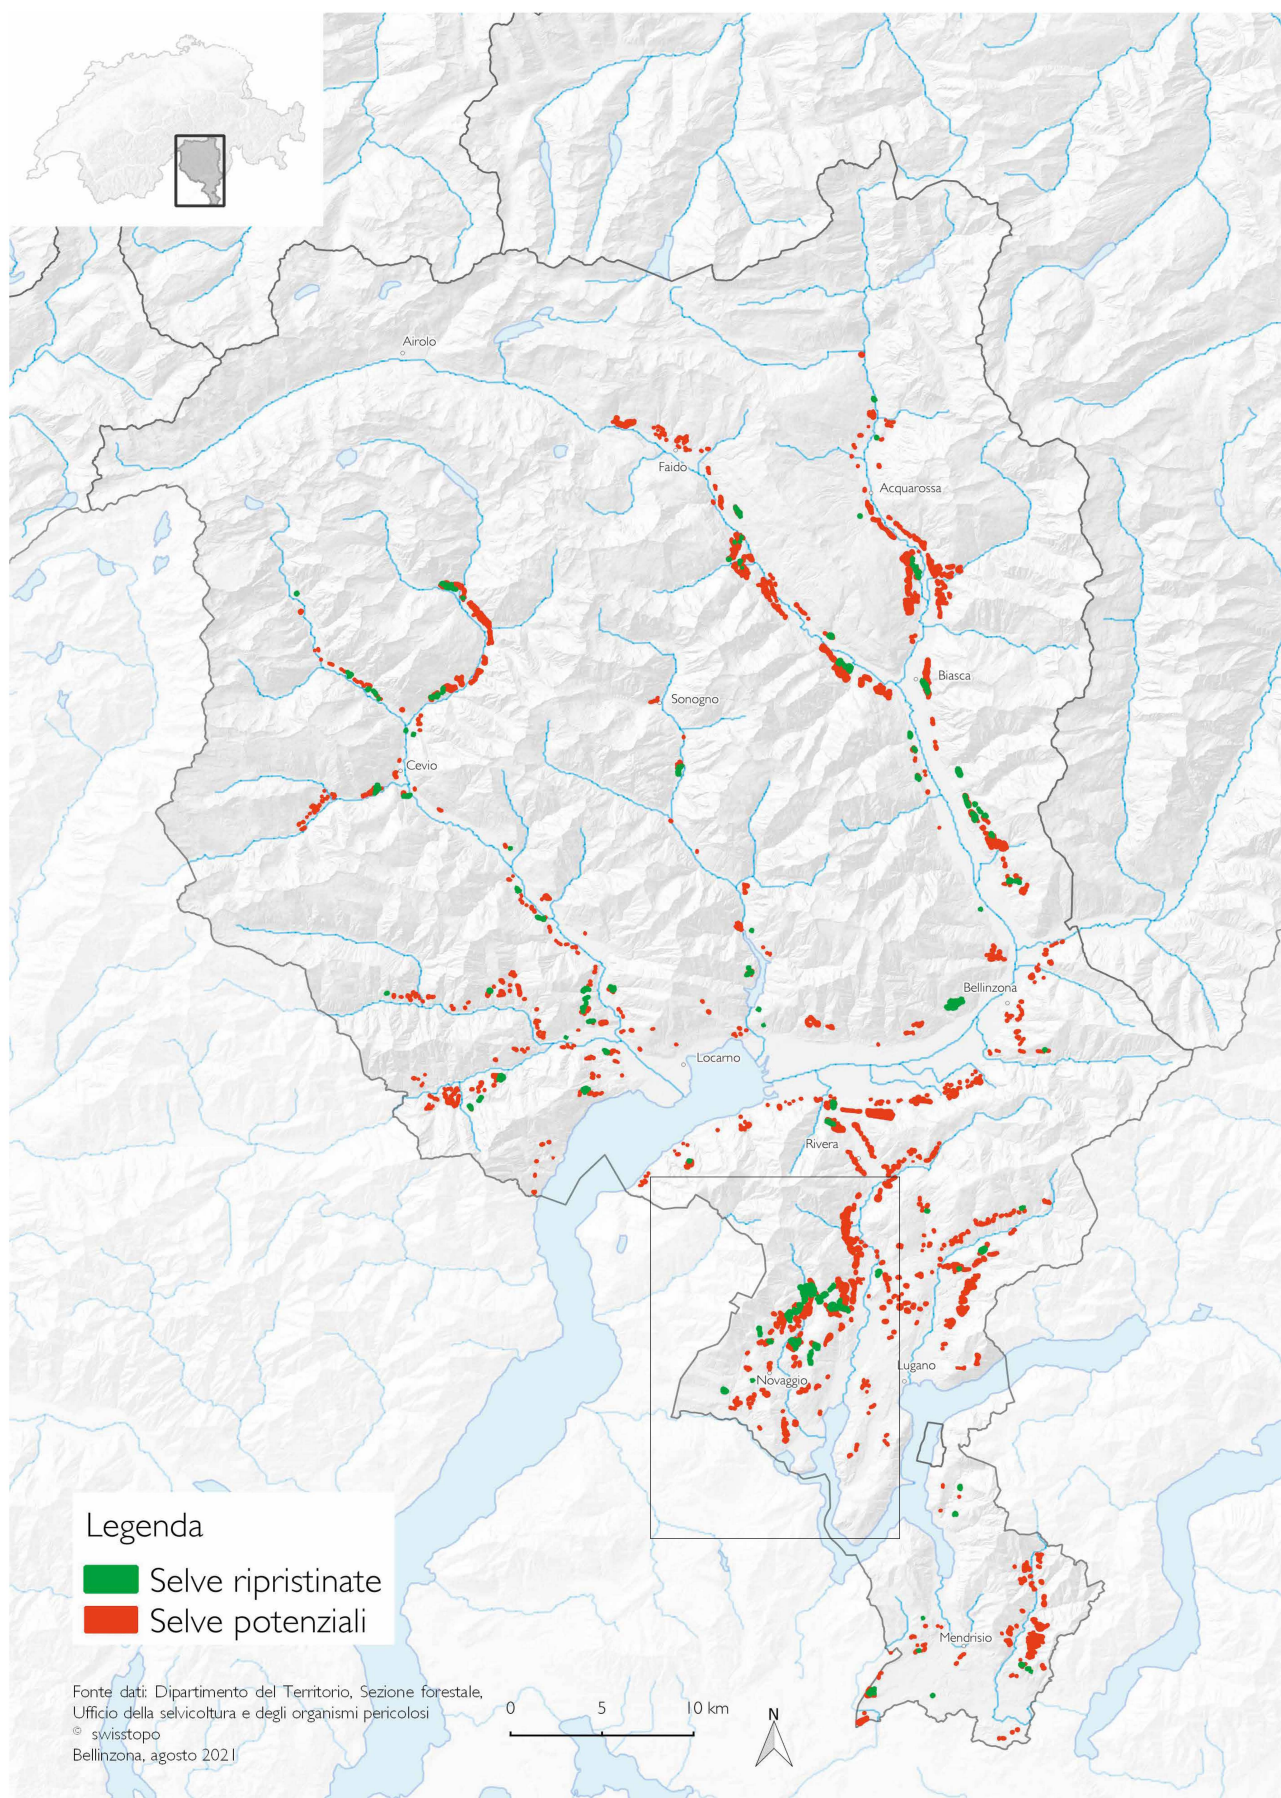 Airolo
Faido
Acquarossa
Biasca
Sonogno
Cevio
Bellinzona
Locarno
Rivera
Lugano
Novaggio
Mendrisio
Legenda
Selve ripristinate
Selve potenziali
Fonte dati: Dipartimento del Territorio, Sezione forestale,
Ufficio della selvicoltura e degli organismi pericolosi
© swisstopo
Bellinzona, agosto 2021
0 5 10 km
N